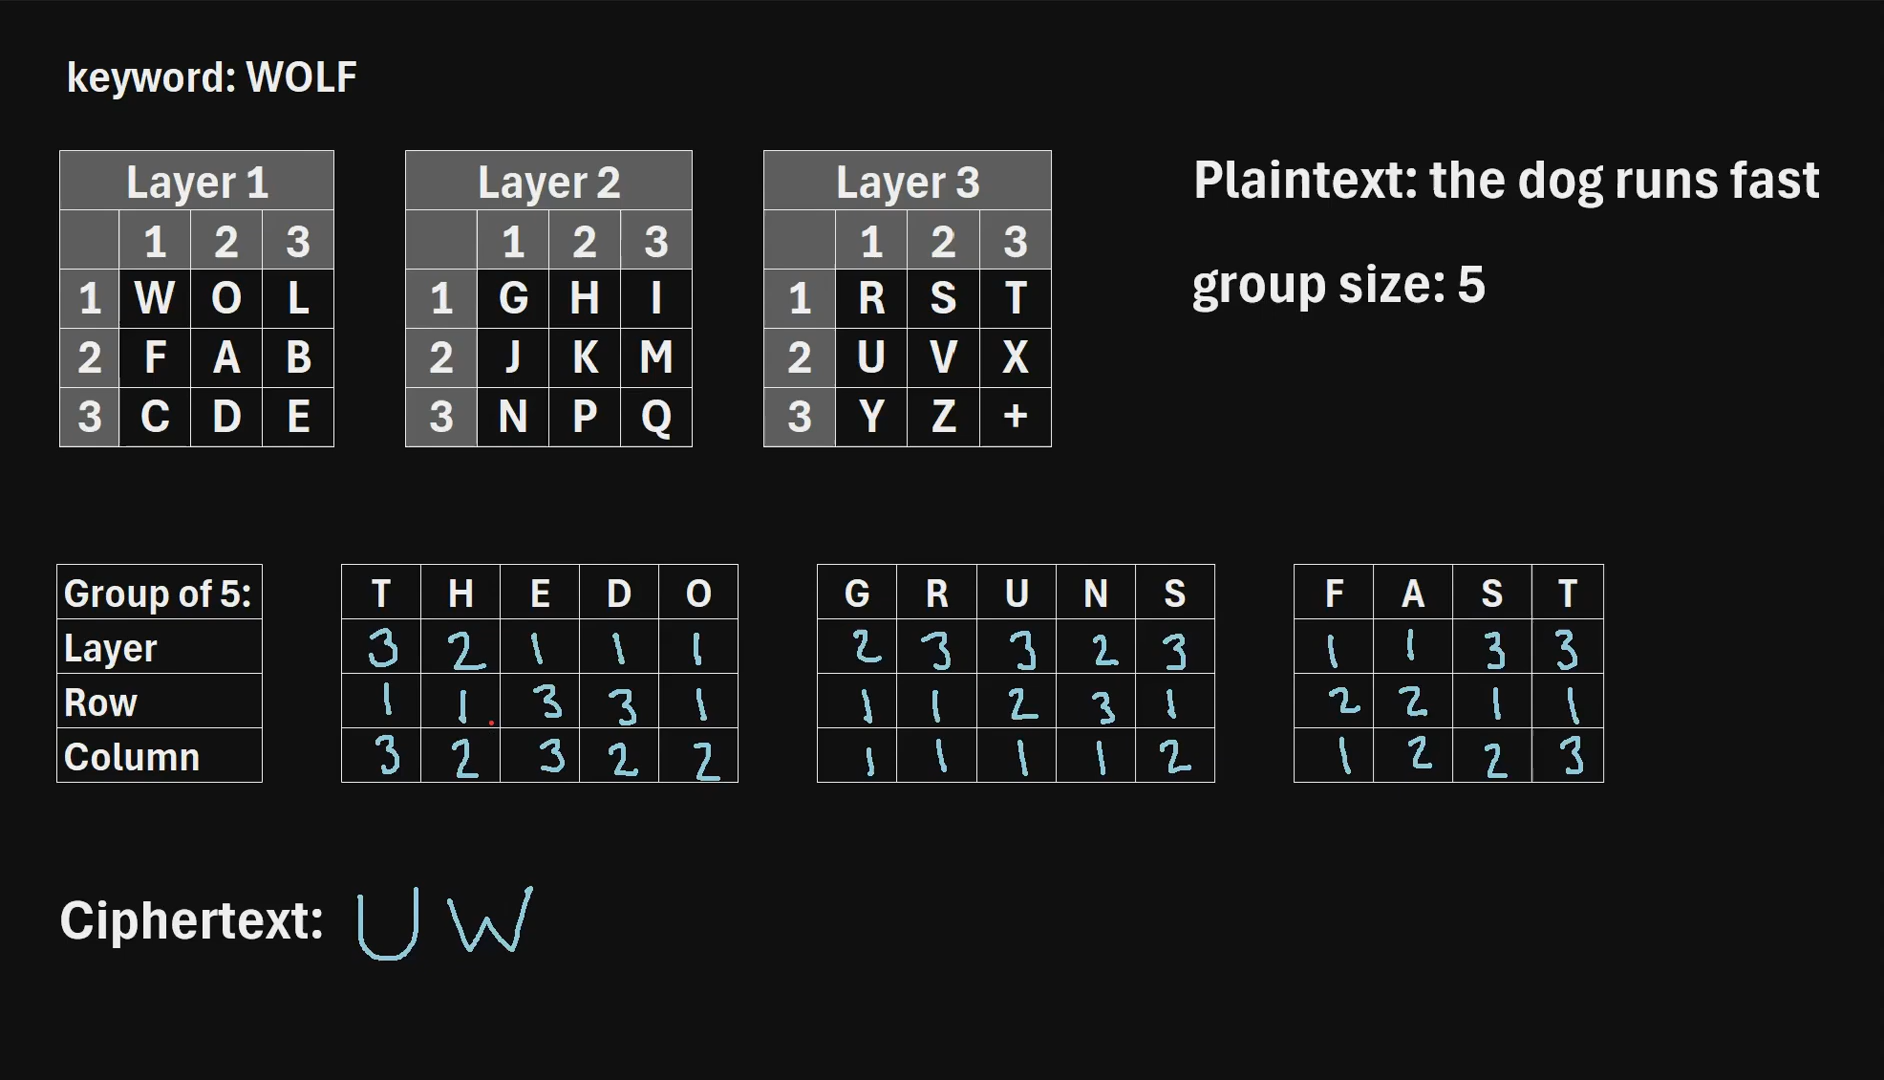 keyword: WOLF
Layer 1
1 2 3
1 W O L
2 F A B
3 C D E
Layer 2
1 2 3
1 G H I
2 J K M
3 N P Q
Layer 3
1 2 3
1 R S T
2 U V X
3 Y Z +
Plaintext: the dog runs fast
group size: 5
Group of 5:
Layer
Row
Column
T H E D O
3 2 1 1 1
1 1 3 3 1
3 2 3 2 2
G R U N S
2 3 3 2 3
1 1 2 3 1
1 1 1 1 2
F A S T
1 1 3 3
2 2 1 1
1 2 2 3
Ciphertext: U W